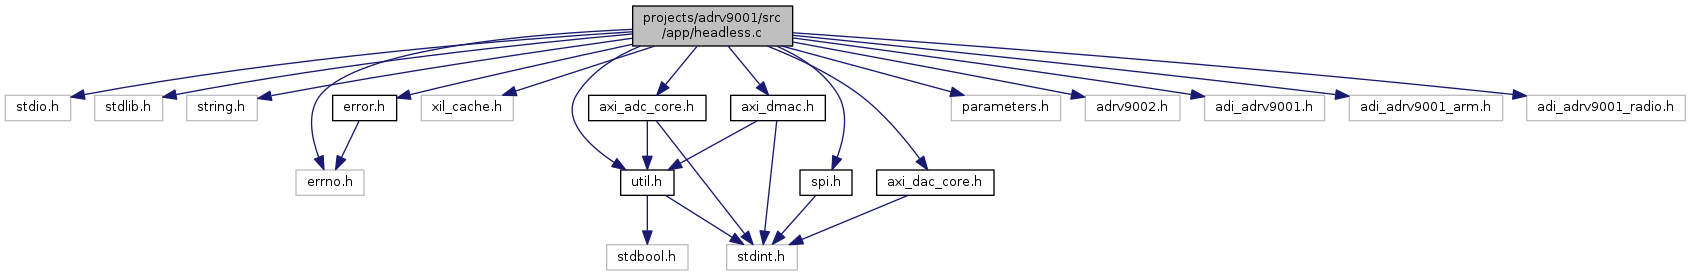 projects/adrv9001/src
/app/headless.c
stdio.h
stdlib.h
string.h
error.h
xil_cache.h
axi_adc_core.h
axi_dmac.h
parameters.h
adrv9002.h
adi_adrv9001.h
adi_adrv9001_arm.h
adi_adrv9001_radio.h
errno.h
util.h
spi.h
axi_dac_core.h
stdbool.h
stdint.h